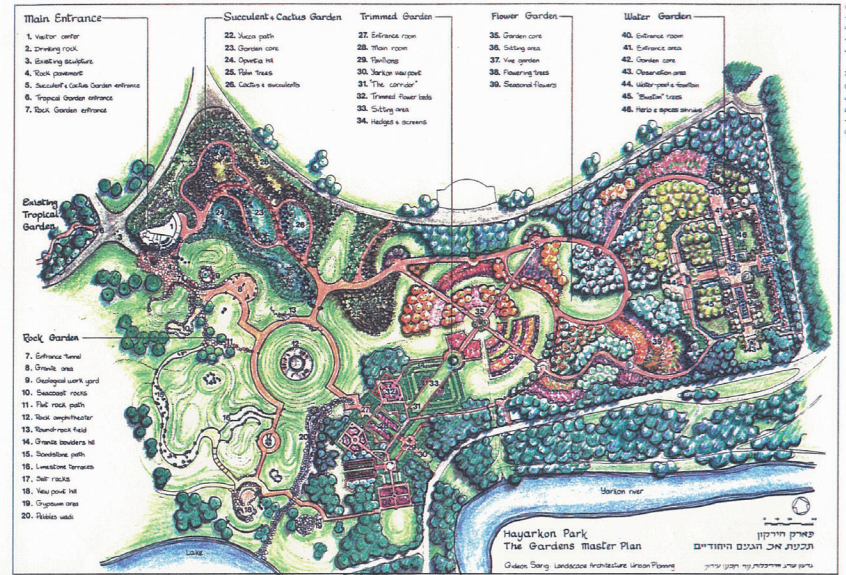 Main Entrance
1. Visitor center
2. Drinking rock
3. Existing sculpture
4. Rock pavement
5. Succulent & Cactus Garden entrance
6. Tropical Garden entrance
7. Rock Garden entrance
Succulent & Cactus Garden
22. Yucca path
23. Garden core
24. Opuntia hill
25. Palm trees
26. Cactus & succulents
Trimmed Garden
27. Entrance room
28. Main room
29. Pavilions
30. Yarkon view point
31. "The corridor"
32. Trimmed flower beds
33. Sitting area
34. Hedges & screens
Flower Garden
35. Garden core
36. Sitting area
37. Vine garden
38. Flowering trees
39. Seasonal flowers
Water Garden
40. Entrance room
41. Entrance area
42. Garden core
43. Observation area
44. Water-pool & fountain
45. "Bustan" trees
46. Herb & spices shrubs
Existing
Tropical
Garden
Rock Garden
7. Entrance tunnel
8. Granite area
9. Geological work yard
10. Seacoast rocks
11. Flat rock path
12. Rock amphitheater
13. Round-rock field
14. Granite boulders hill
15. Sandstone path
16. Limestone terraces
17. Salt rocks
18. View point hill
19. Gypsum area
20. Pebbles wadi
Lake
Yarkon river
Hayarkon Park
The Gardens Master Plan
Gideon Sarig Landscape Architecture Urban Planning
פארק הירקון